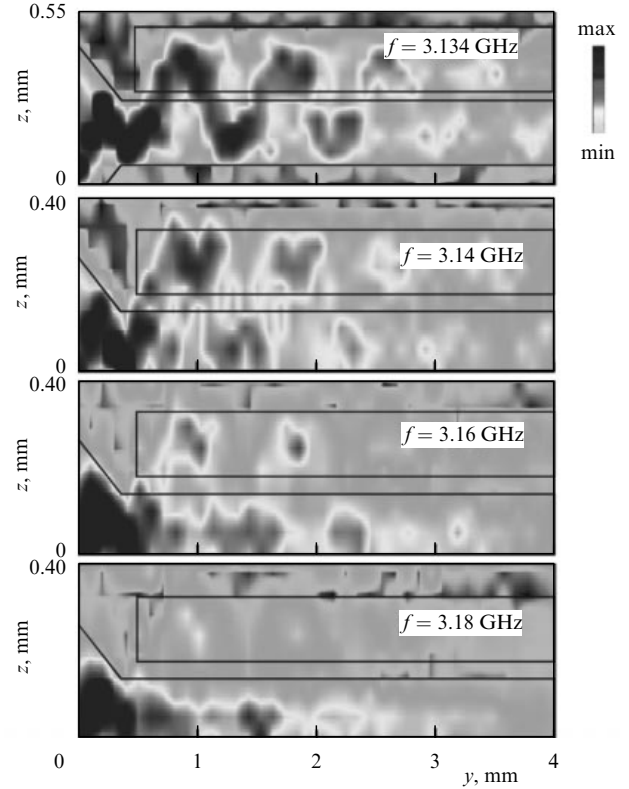 0.55
z, mm
f = 3.134 GHz
max
min
0
0.40
z, mm
f = 3.14 GHz
0
0.40
z, mm
f = 3.16 GHz
0
0.40
z, mm
f = 3.18 GHz
0
1
2
3
4
y, mm